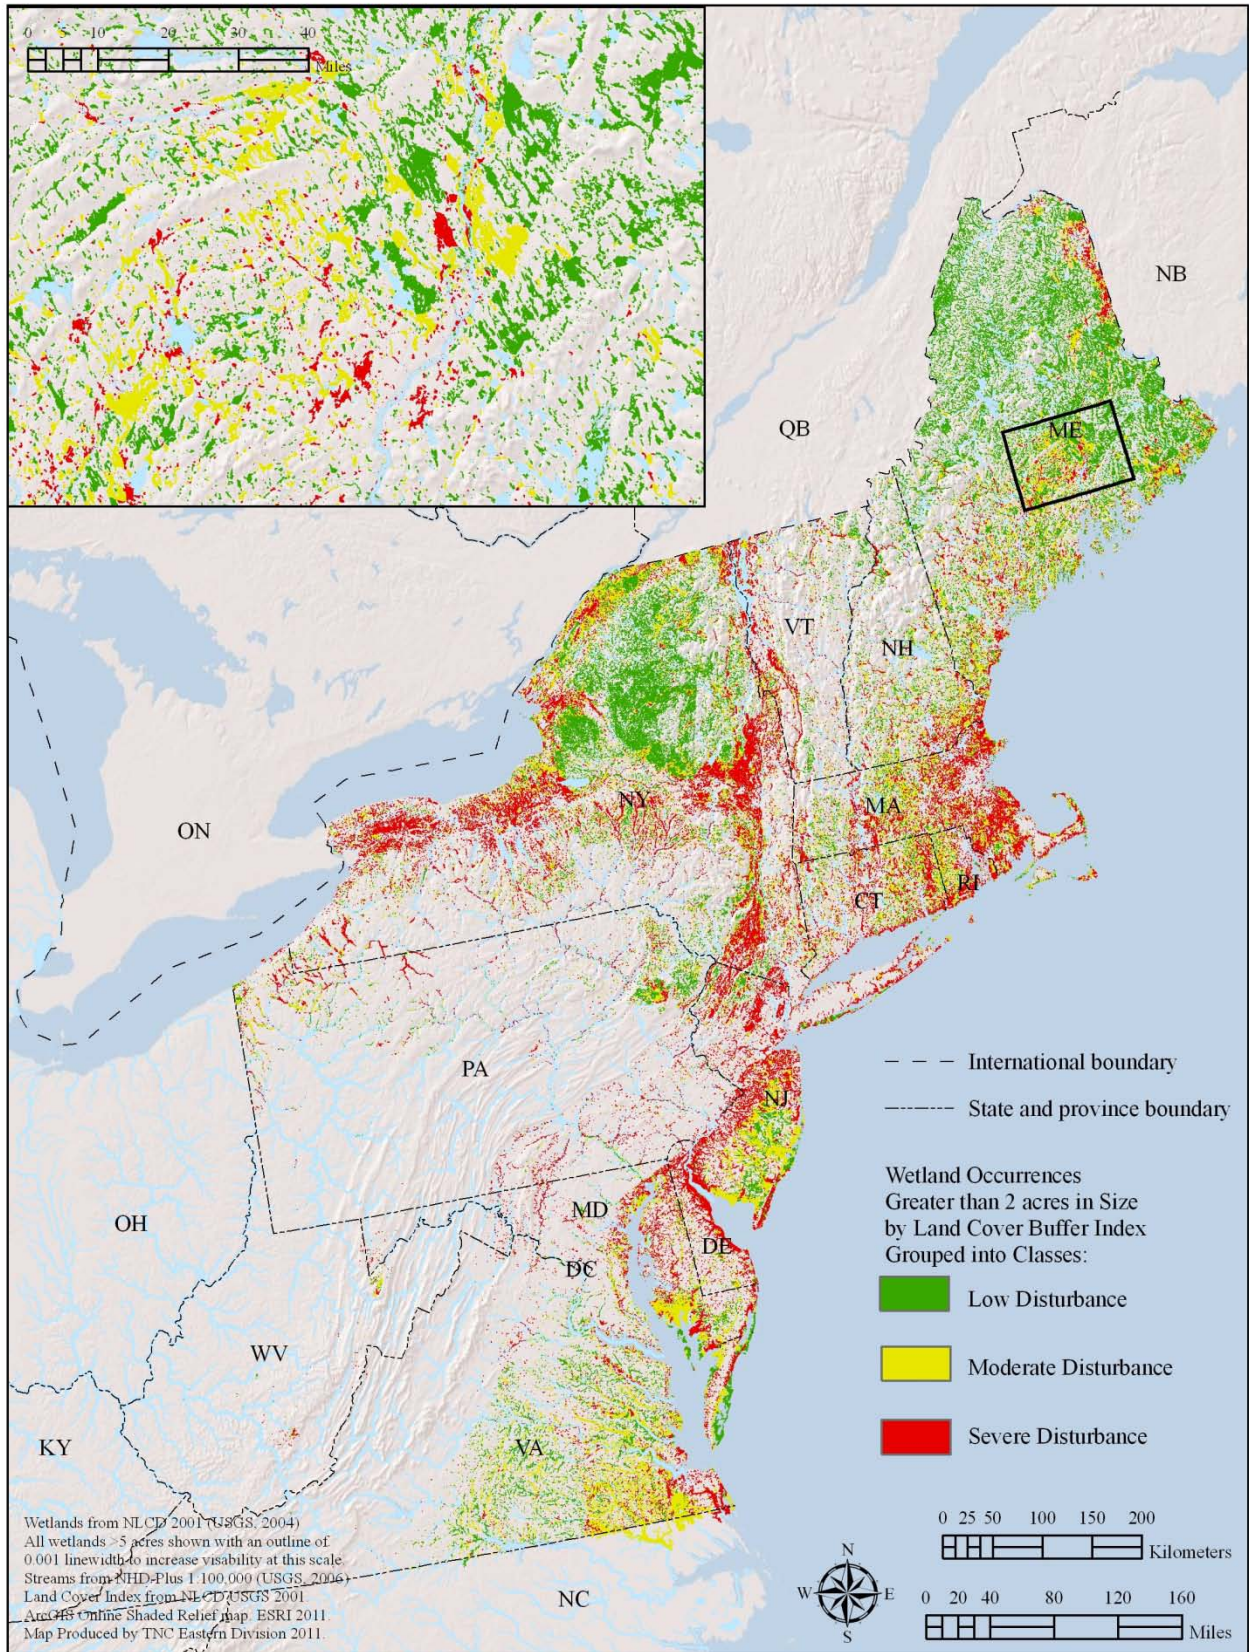 0 5 10 20 30 40
Miles
NB
QB
ME
VT
NH
ON
NY
MA
CT
RI
PA
NJ
OH
MD
DE
DC
WV
KY
VA
NC
International boundary
State and province boundary
Wetland Occurrences
Greater than 2 acres in Size
by Land Cover Buffer Index
Grouped into Classes:
Low Disturbance
Moderate Disturbance
Severe Disturbance
Wetlands from NLCD 2001 (USGS, 2004)
All wetlands >5 acres shown with an outline of
0.001 linewidth to increase visability at this scale.
Streams from NHD-Plus 1:100,000 (USGS, 2006)
Land Cover Index from NLCD/USGS 2001.
ArcGIS Online Shaded Relief map. ESRI 2011.
Map Produced by TNC Eastern Division 2011.
N
W E
S
0 25 50 100 150 200
Kilometers
0 20 40 80 120 160
Miles